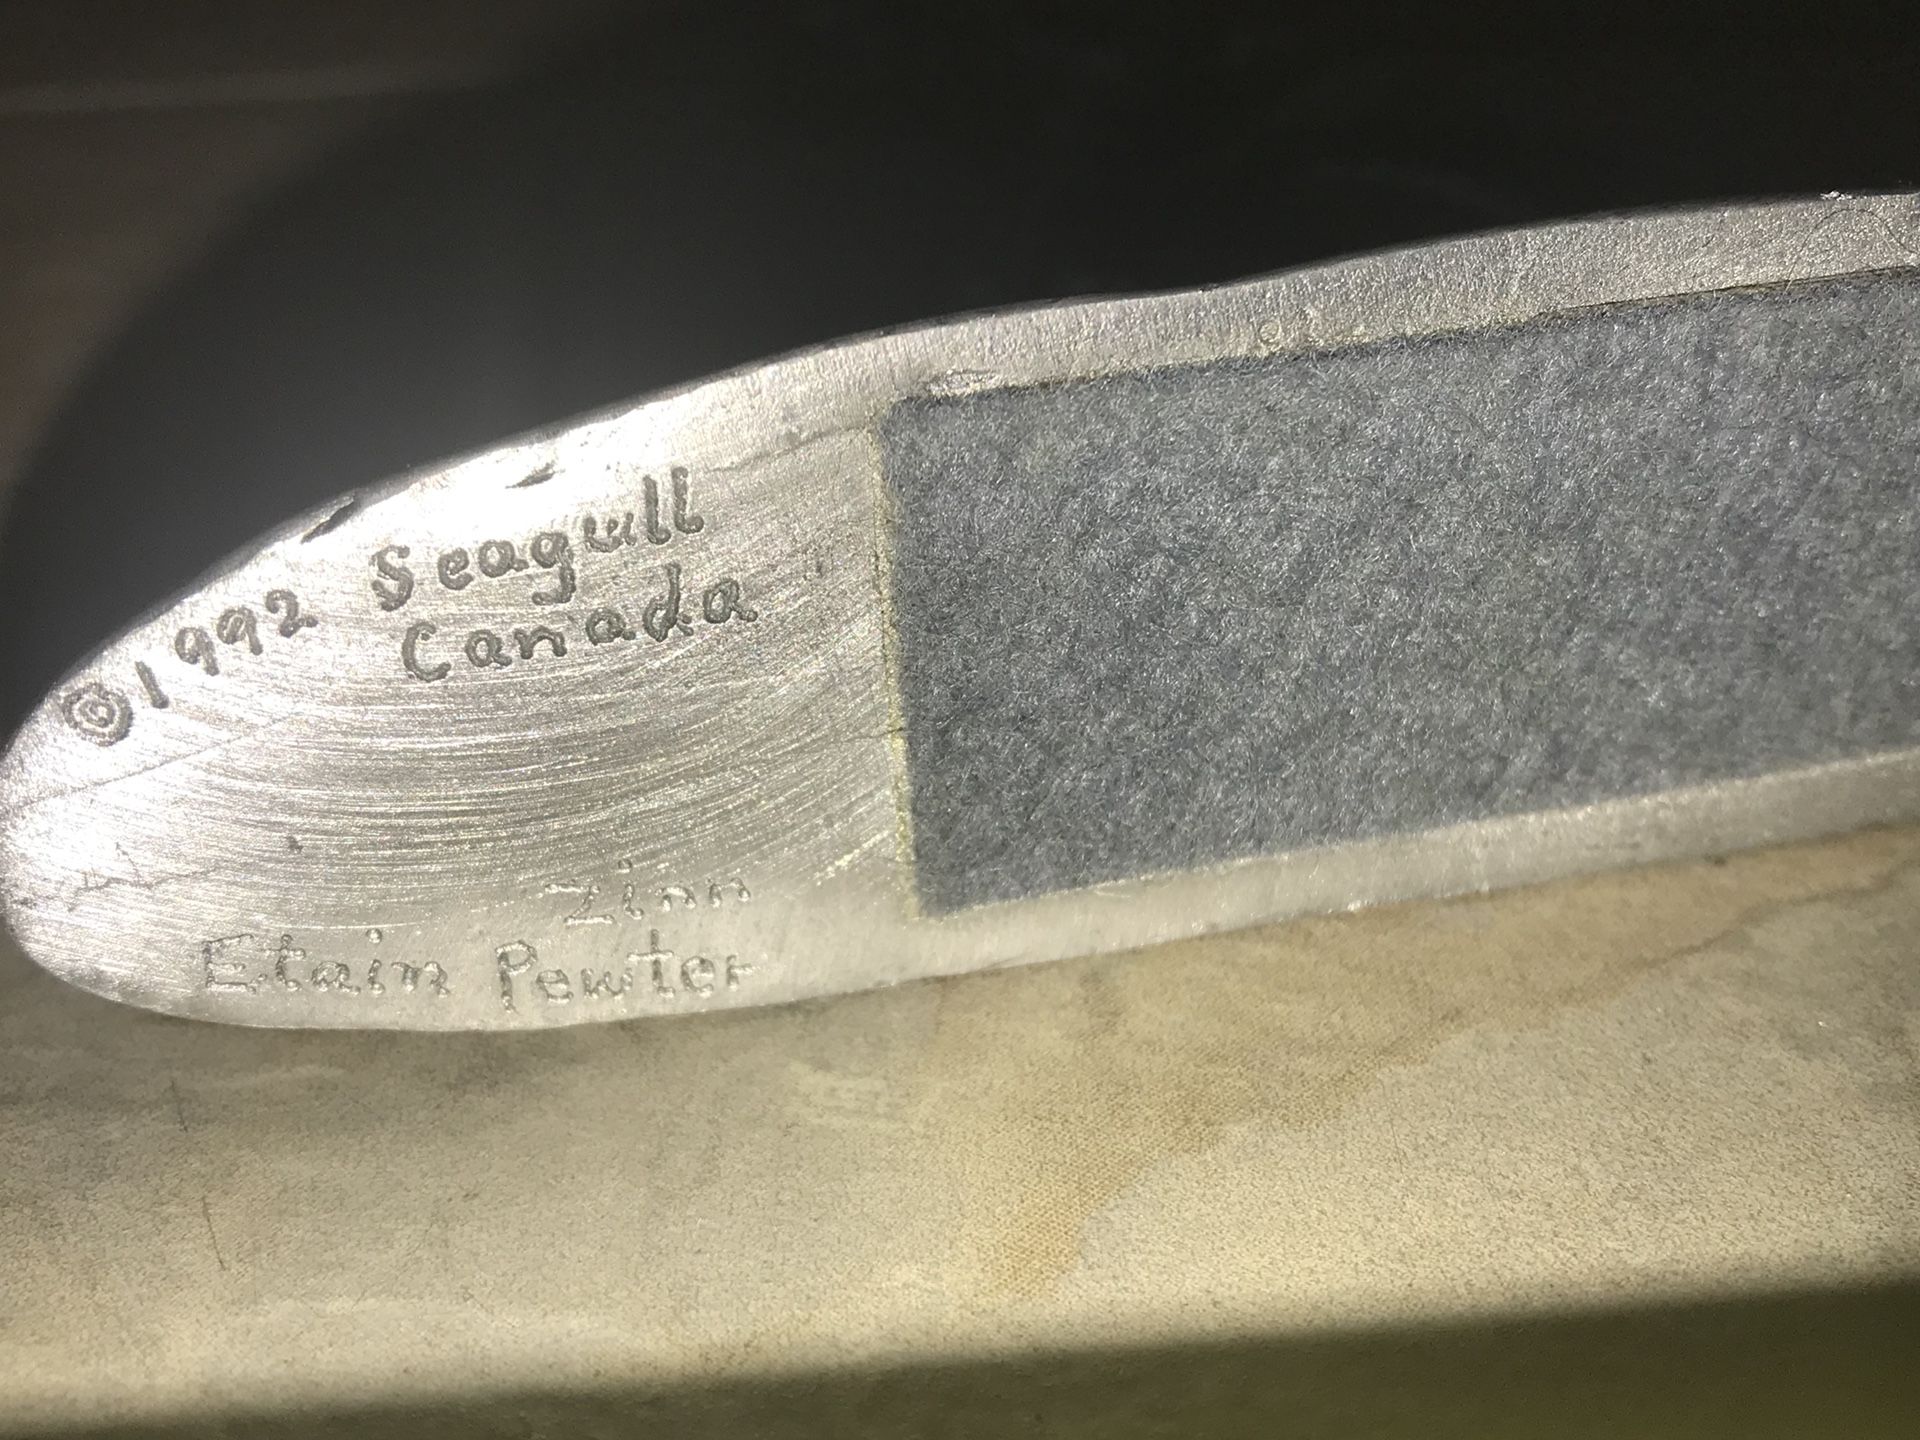 ©1992 Seagull
Canada
Zinn
Etain Pewter